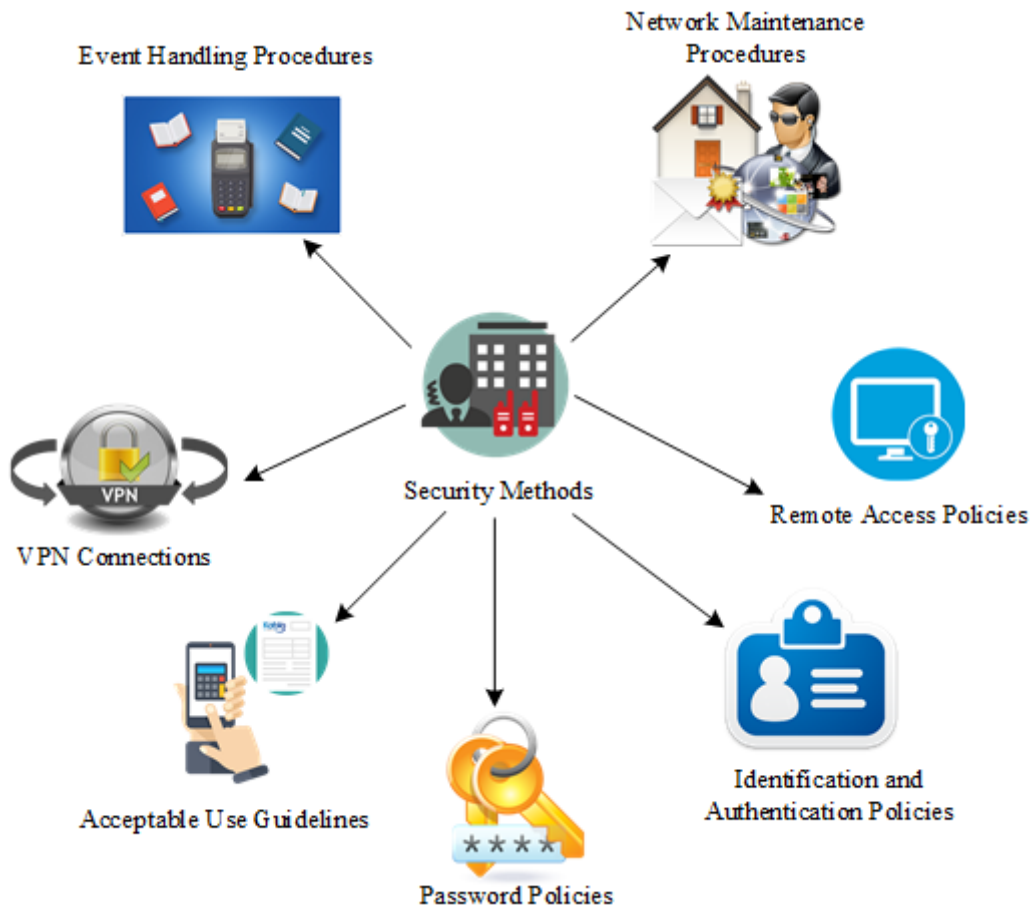 Event Handling Procedures
Network Maintenance
Procedures
Security Methods
VPN
VPN Connections
Remote Access Policies
Acceptable Use Guidelines
Identification and
Authentication Policies
****
Password Policies